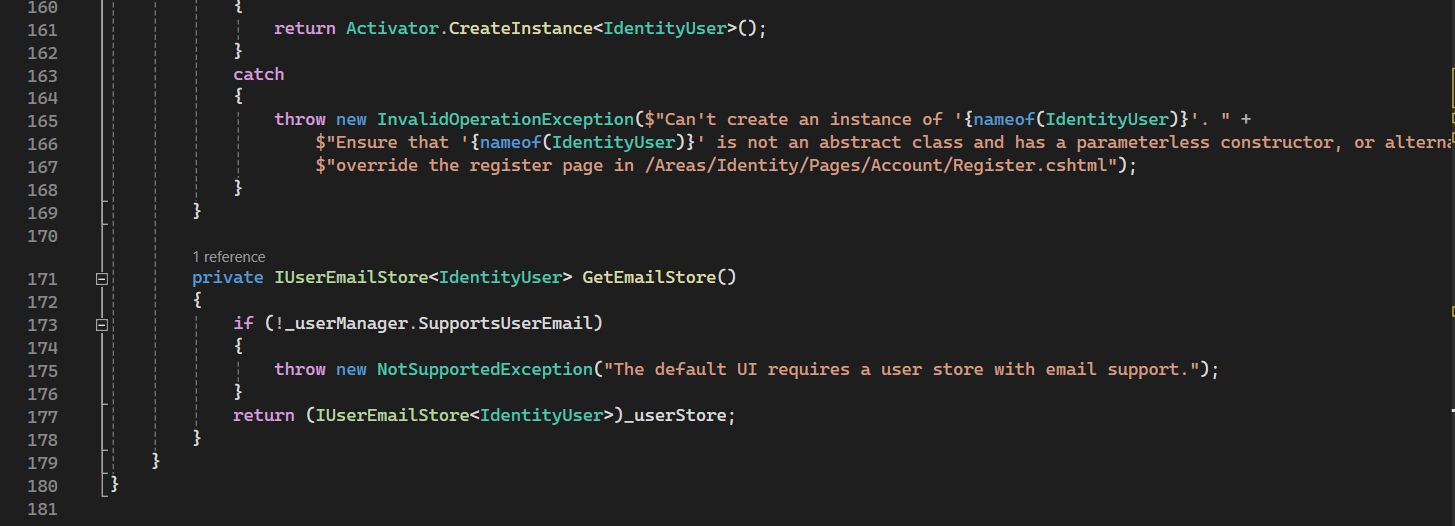 160 {
161 return Activator.CreateInstance<IdentityUser>();
162 }
163 catch
164 {
165 throw new InvalidOperationException($"Can't create an instance of '{nameof(IdentityUser)}'. " +
166 $"Ensure that '{nameof(IdentityUser)}' is not an abstract class and has a parameterless constructor, or
167 $"override the register page in /Areas/Identity/Pages/Account/Register.cshtml");
168 }
169 }
170
1 reference
171 private IUserEmailStore<IdentityUser> GetEmailStore()
172 {
173 if (!_userManager.SupportsUserEmail)
174 {
175 throw new NotSupportedException("The default UI requires a user store with email support.");
176 }
177 return (IUserEmailStore<IdentityUser>)_userStore;
178 }
179 }
180 }
181